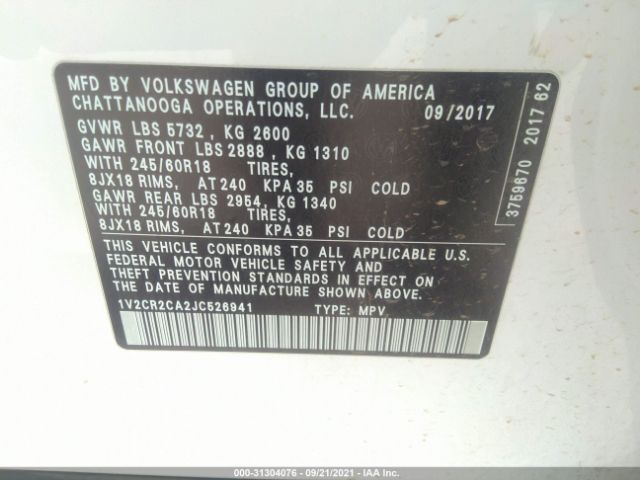 MFD BY VOLKSWAGEN GROUP OF AMERICA
CHATTANOOGA OPERATIONS, LLC. 09/2017
GVWR LBS 5732 , KG 2600
GAWR FRONT LBS 2888 , KG 1310
WITH 245/60R18 TIRES,
8JX18 RIMS, AT 240 KPA 35 PSI COLD
GAWR REAR LBS 2954, KG 1340
WITH 245/60R18 TIRES,
8JX18 RIMS, AT 240 KPA 35 PSI COLD
THIS VEHICLE CONFORMS TO ALL APPLICABLE U.S.
FEDERAL MOTOR VEHICLE SAFETY AND
THEFT PREVENTION STANDARDS IN EFFECT ON
THE DATE OF MANUFACTURE SHOWN ABOVE
1V2CR2CA2JC526941 TYPE: MPV
3759670 2017 62
000-31304076 - 09/21/2021 - IAA, Inc.